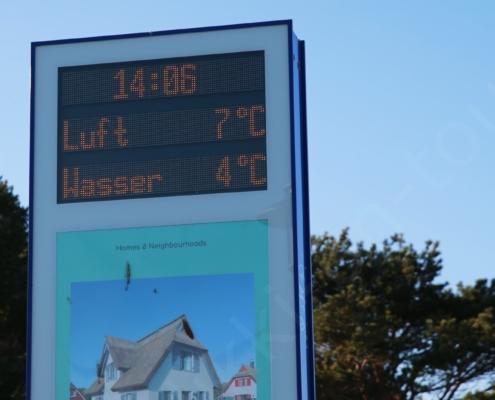 14:06
Luft 7°C
Wasser 4°C
Homes & Neighbourhoods